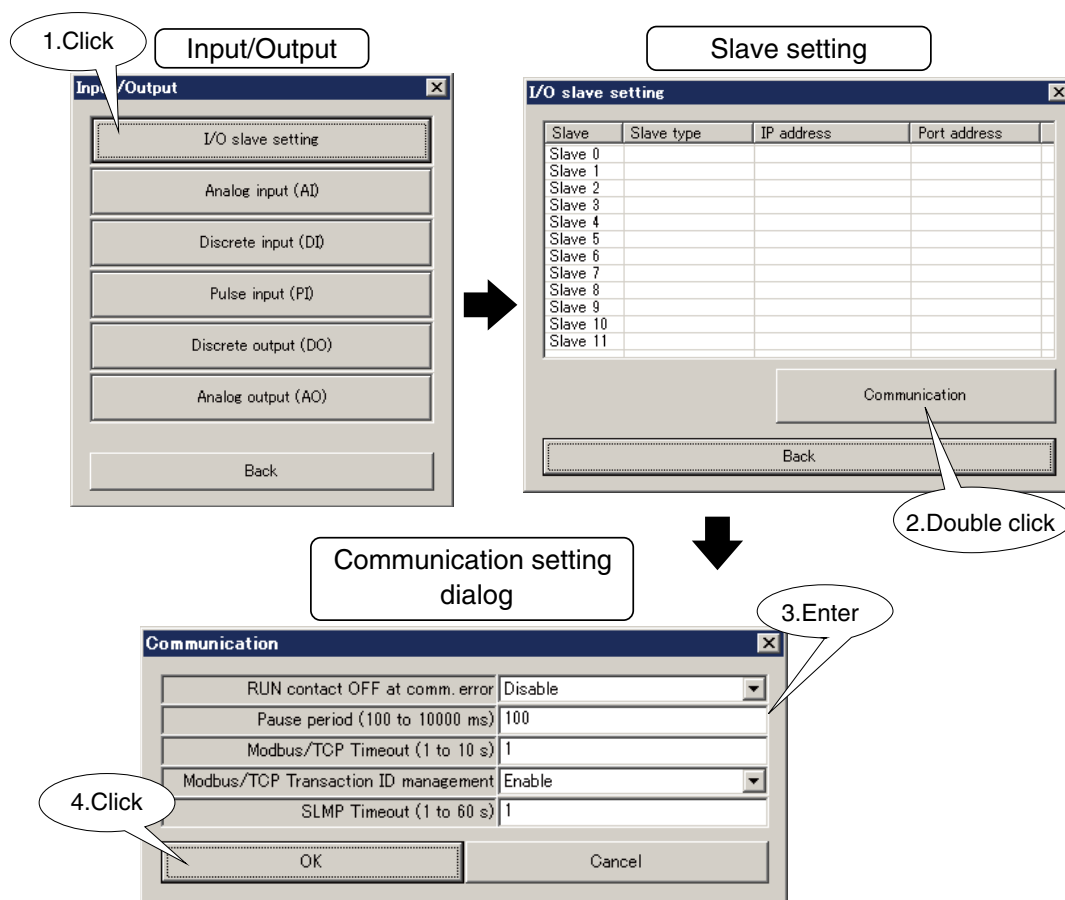 1.Click
Input/Output
Input/Output
I/O slave setting
Analog input (AI)
Discrete input (DI)
Pulse input (PI)
Discrete output (DO)
Analog output (AO)
Back
Slave setting
I/O slave setting
Slave Slave type IP address Port address
Slave 0
Slave 1
Slave 2
Slave 3
Slave 4
Slave 5
Slave 6
Slave 7
Slave 8
Slave 9
Slave 10
Slave 11
Communication
Back
2.Double click
Communication setting
dialog
3.Enter
Communication
RUN contact OFF at comm. error Disable
Pause period (100 to 10000 ms) 100
Modbus/TCP Timeout (1 to 10 s) 1
Modbus/TCP Transaction ID management Enable
SLMP Timeout (1 to 60 s) 1
4.Click
OK Cancel